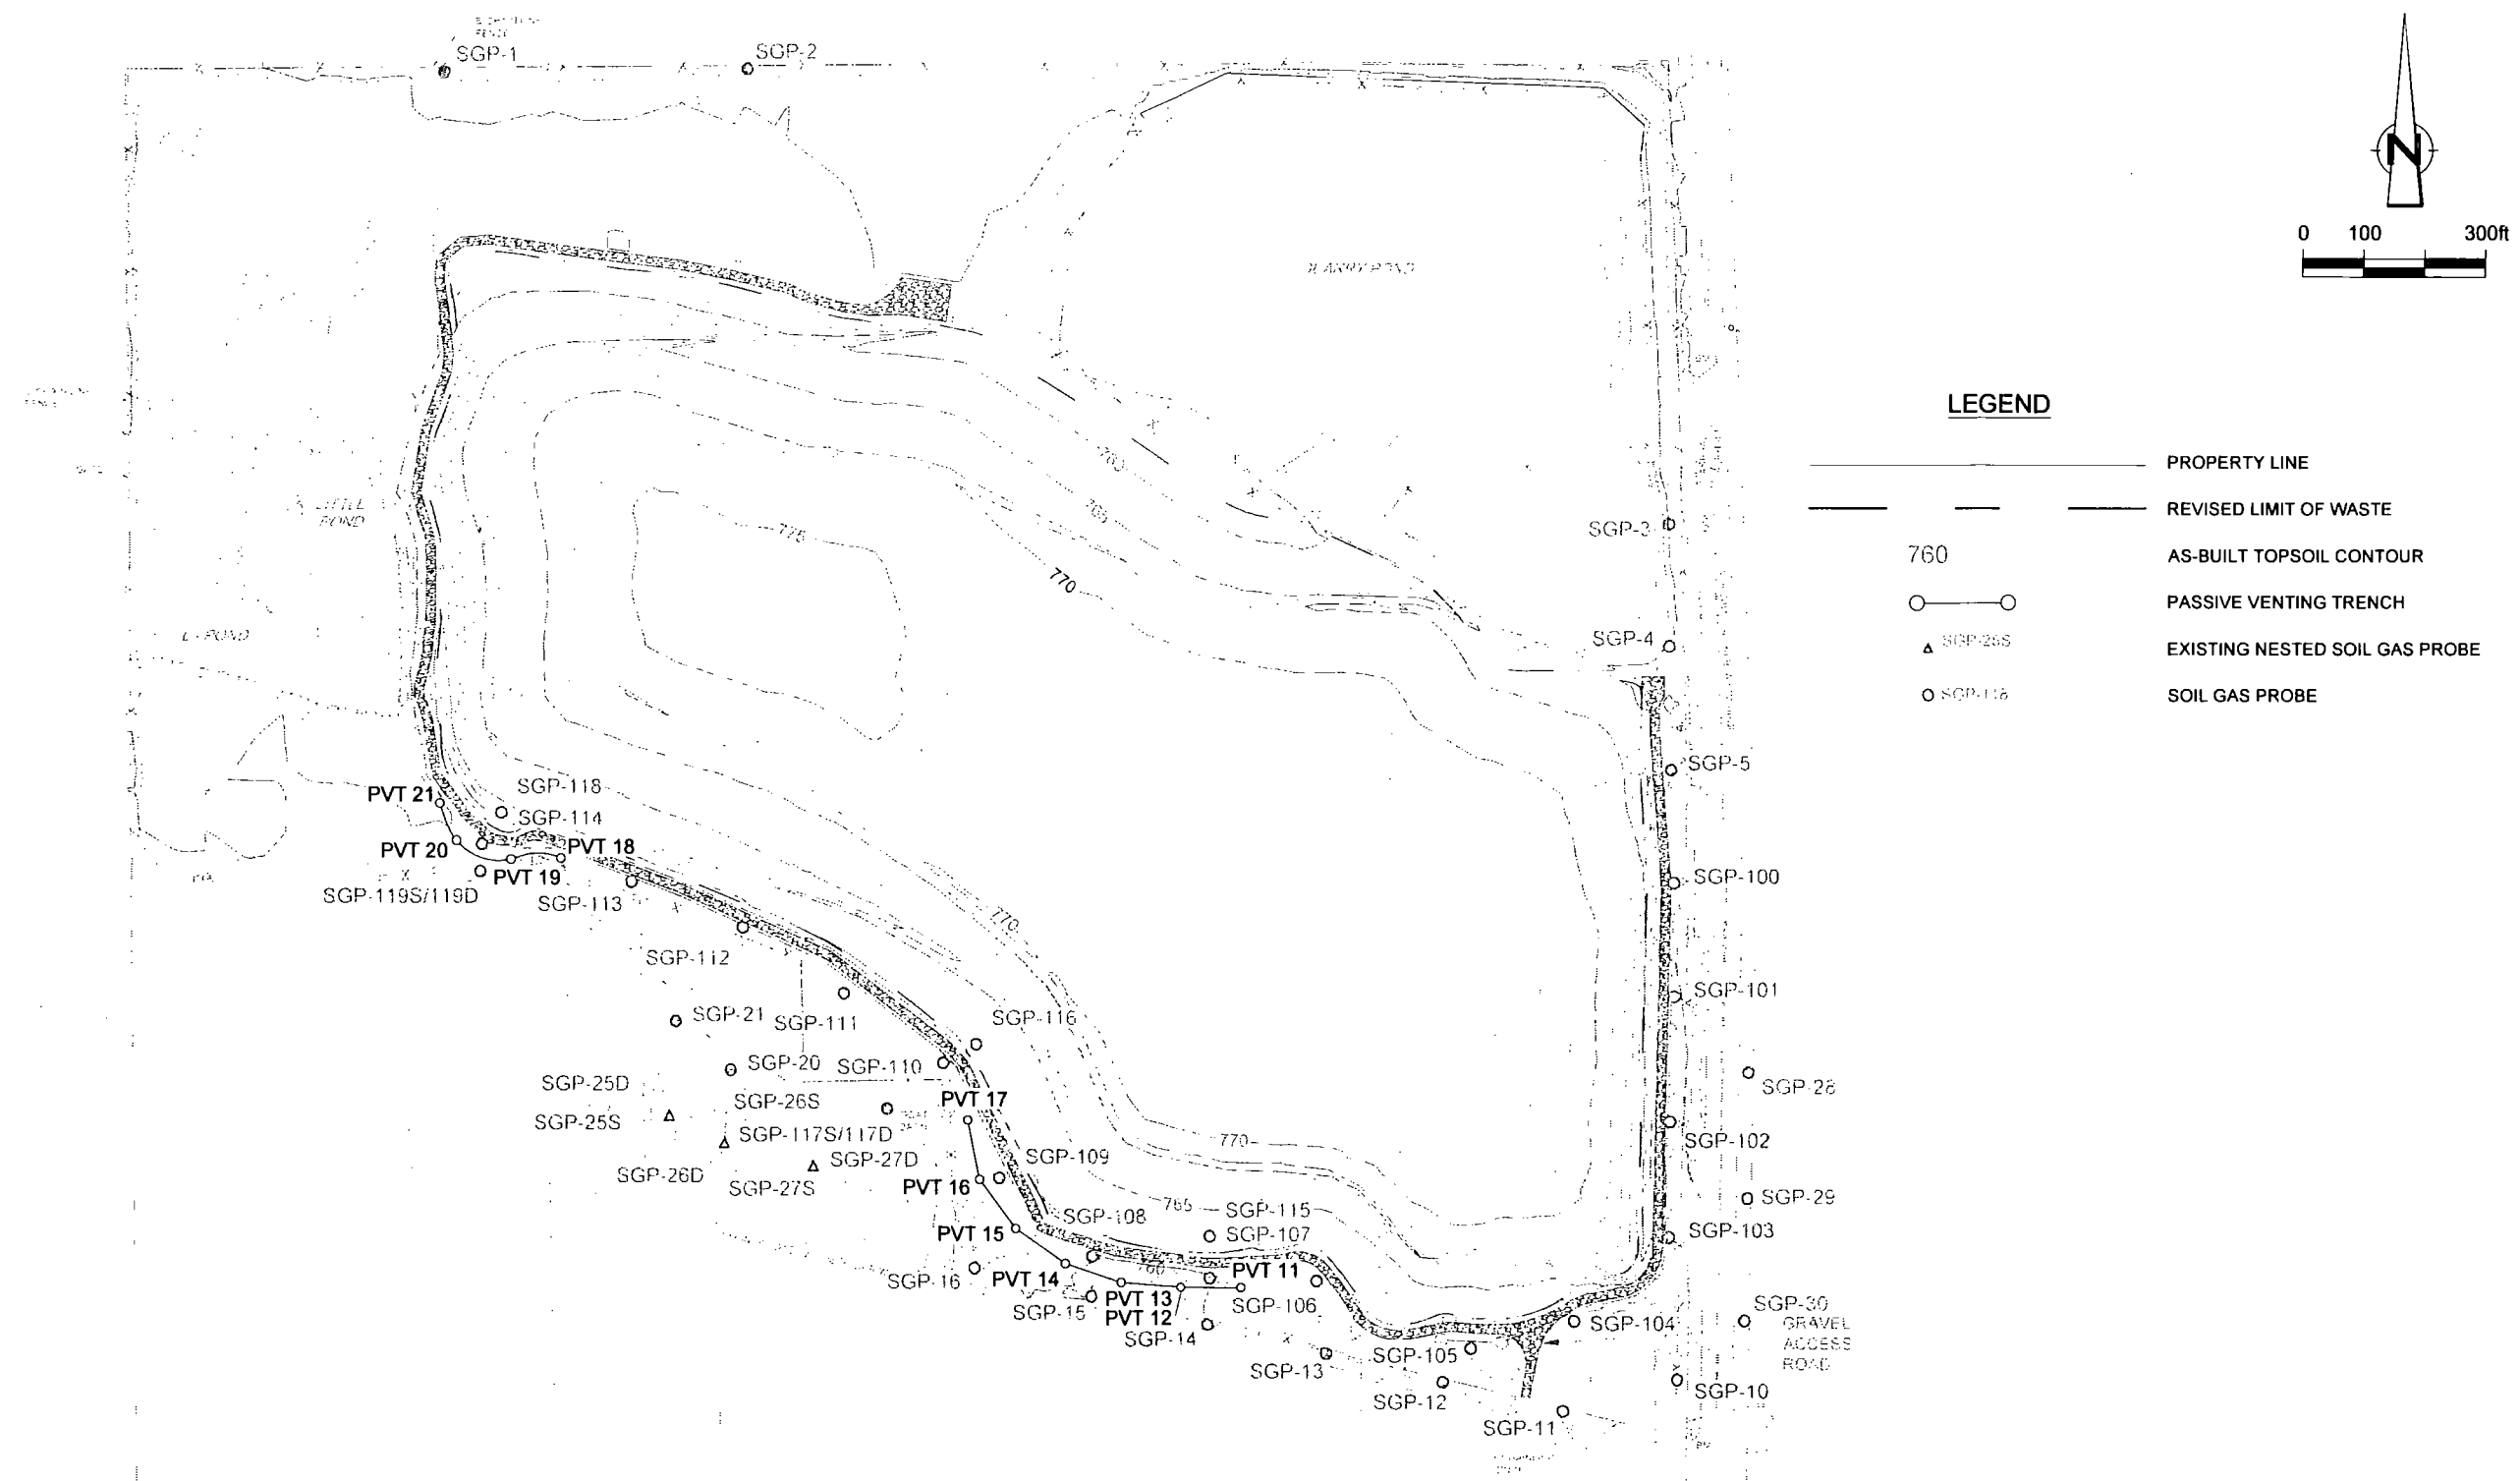 SGP-1
SGP-2
N
0 100 300ft
LEGEND
PROPERTY LINE
REVISED LIMIT OF WASTE
760 AS-BUILT TOPSOIL CONTOUR
PASSIVE VENTING TRENCH
SGP-25S EXISTING NESTED SOIL GAS PROBE
SGP-118 SOIL GAS PROBE
760
765
775
770
LITTLE
POND
POND
SGP-3
SGP-4
SGP-5
SGP-118
PVT 21
SGP-114
PVT 20
PVT 18
PVT 19
SGP-119S/119D
SGP-113
SGP-100
770
SGP-112
SGP-101
SGP-21
SGP-111
SGP-116
SGP-20
SGP-110
SGP-25D
SGP-28
SGP-26S
PVT 17
SGP-25S
SGP-117S/117D
SGP-102
770
SGP-27D
SGP-109
SGP-26D
SGP-27S
PVT 16
SGP-29
765
SGP-108
SGP-115
PVT 15
SGP-107
SGP-103
760
SGP-16
PVT 14
PVT 11
PVT 13
SGP-15
SGP-106
SGP-30
PVT 12
SGP-14
SGP-104
GRAVEL
ACCESS
ROAD
SGP-105
SGP-13
SGP-10
SGP-12
SGP-11